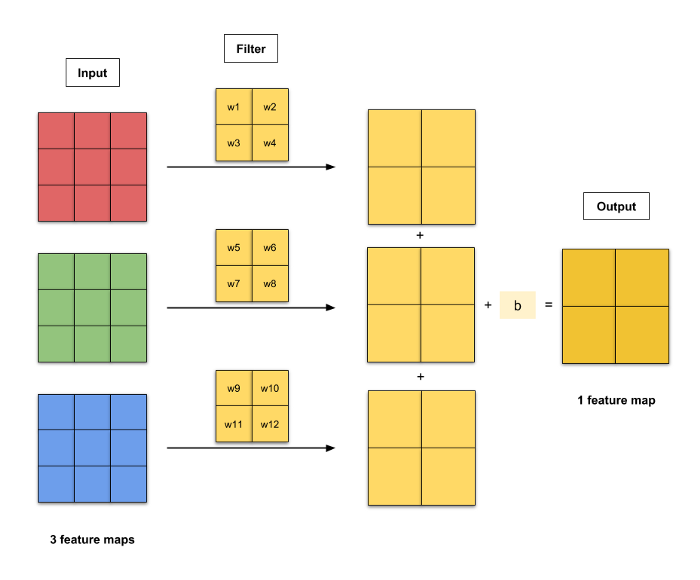 Filter
Input
w1 w2
w3 w4
Output
+
w5 w6
w7 w8
+ b =
+
1 feature map
w9 w10
w11 w12
3 feature maps